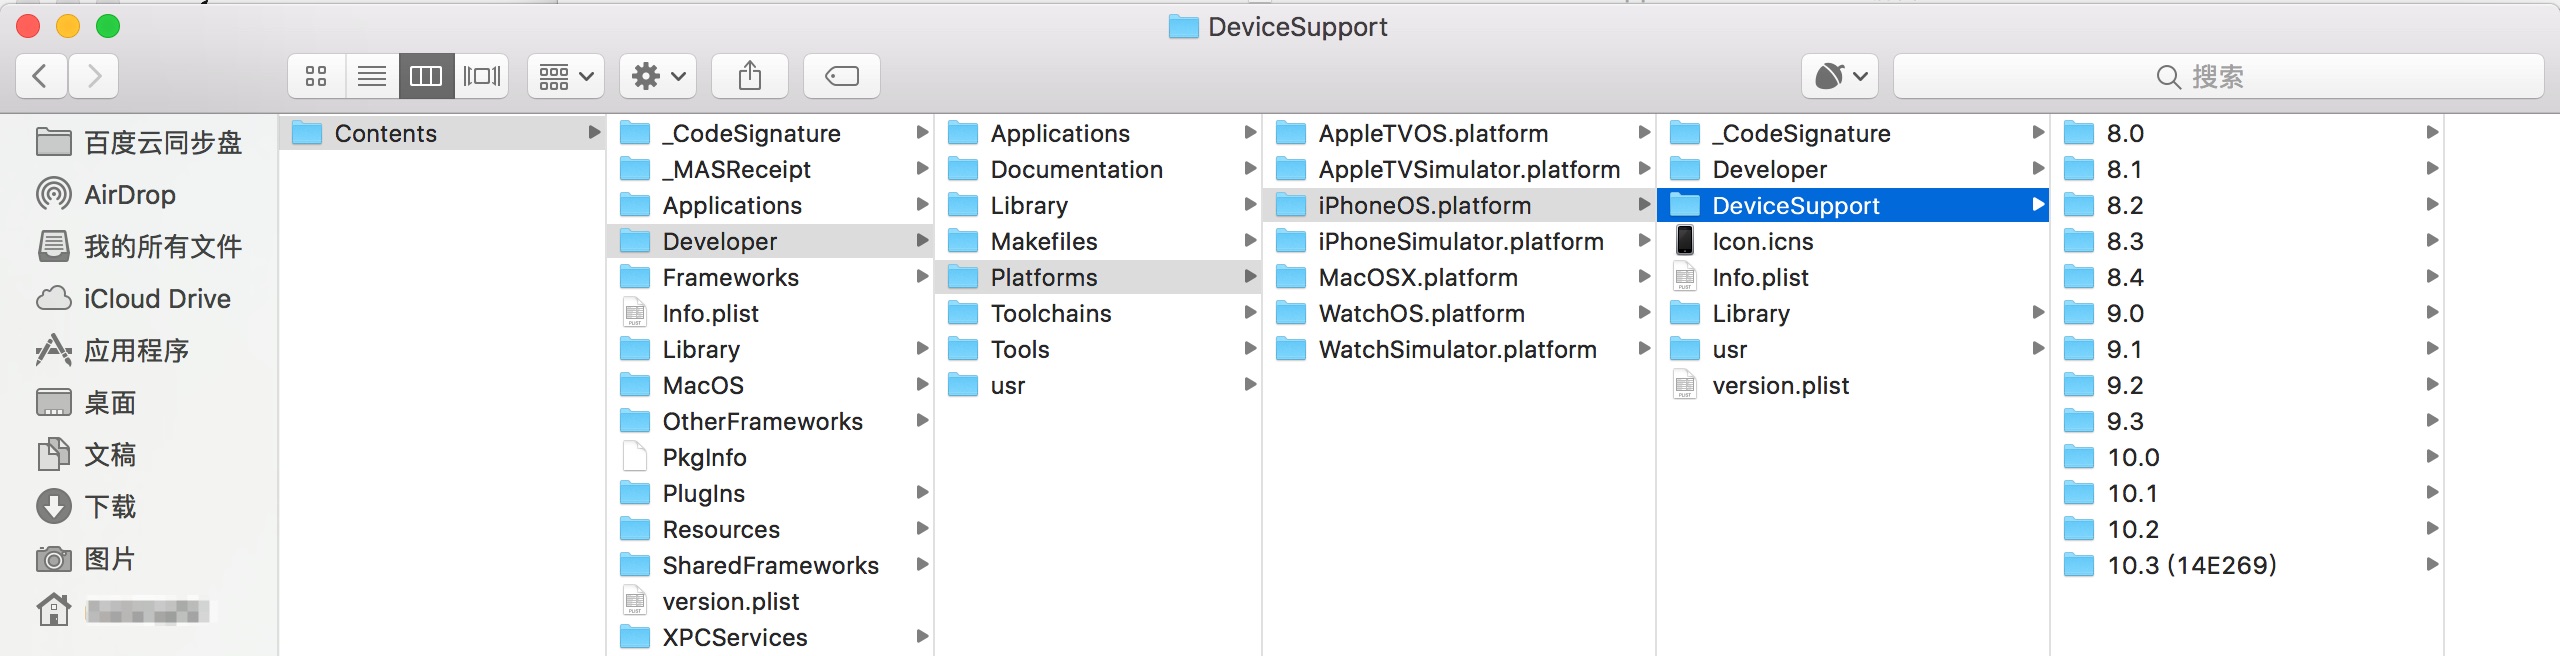 DeviceSupport
搜索
百度云同步盘
AirDrop
我的所有文件
iCloud Drive
应用程序
桌面
文稿
下载
图片
Contents
_CodeSignature
_MASReceipt
Applications
Developer
Frameworks
Info.plist
Library
MacOS
OtherFrameworks
PkgInfo
PlugIns
Resources
SharedFrameworks
version.plist
XPCServices
Applications
Documentation
Library
Makefiles
Platforms
Toolchains
Tools
usr
AppleTVOS.platform
AppleTVSimulator.platform
iPhoneOS.platform
iPhoneSimulator.platform
MacOSX.platform
WatchOS.platform
WatchSimulator.platform
_CodeSignature
Developer
DeviceSupport
Icon.icns
Info.plist
Library
usr
version.plist
8.0
8.1
8.2
8.3
8.4
9.0
9.1
9.2
9.3
10.0
10.1
10.2
10.3 (14E269)